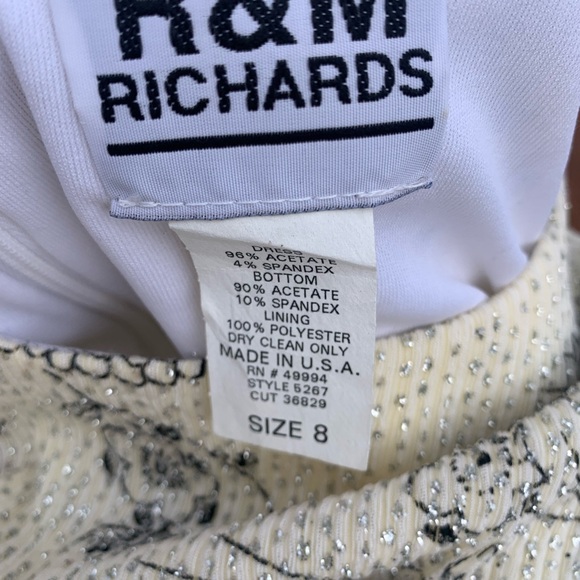 R&M
RICHARDS
DRESS
96% ACETATE
4% SPANDEX
BOTTOM
90% ACETATE
10% SPANDEX
LINING
100% POLYESTER
DRY CLEAN ONLY
MADE IN U.S.A.
RN # 49994
STYLE 5267
CUT 36829
SIZE 8